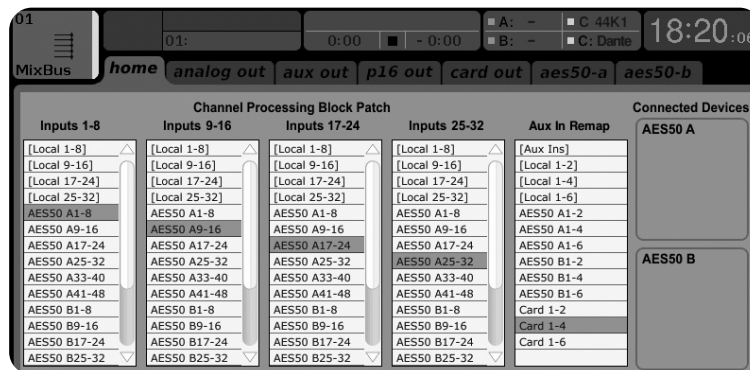 01
01:
0:00
- 0:00
A: -
B: -
C 44K1
C: Dante
18:20:06
MixBus
home
analog out
aux out
p16 out
card out
aes50-a
aes50-b
Channel Processing Block Patch
Connected Devices
Inputs 1-8
Inputs 9-16
Inputs 17-24
Inputs 25-32
Aux In Remap
AES50 A
[Local 1-8] [Local 1-8] [Local 1-8] [Local 1-8] [Aux Ins]
[Local 9-16] [Local 9-16] [Local 9-16] [Local 9-16] [Local 1-2]
[Local 17-24] [Local 17-24] [Local 17-24] [Local 17-24] [Local 1-4]
[Local 25-32] [Local 25-32] [Local 25-32] [Local 25-32] [Local 1-6]
AES50 A1-8 AES50 A1-8 AES50 A1-8 AES50 A1-8 AES50 A1-2
AES50 A9-16 AES50 A9-16 AES50 A9-16 AES50 A9-16 AES50 A1-4
AES50 A17-24 AES50 A17-24 AES50 A17-24 AES50 A17-24 AES50 A1-6
AES50 A25-32 AES50 A25-32 AES50 A25-32 AES50 A25-32 AES50 B1-2
AES50 B
AES50 A33-40 AES50 A33-40 AES50 A33-40 AES50 A33-40 AES50 B1-4
AES50 A41-48 AES50 A41-48 AES50 A41-48 AES50 A41-48 AES50 B1-6
AES50 B1-8 AES50 B1-8 AES50 B1-8 AES50 B1-8 Card 1-2
AES50 B9-16 AES50 B9-16 AES50 B9-16 AES50 B9-16 Card 1-4
AES50 B17-24 AES50 B17-24 AES50 B17-24 AES50 B17-24 Card 1-6
AES50 B25-32 AES50 B25-32 AES50 B25-32 AES50 B25-32